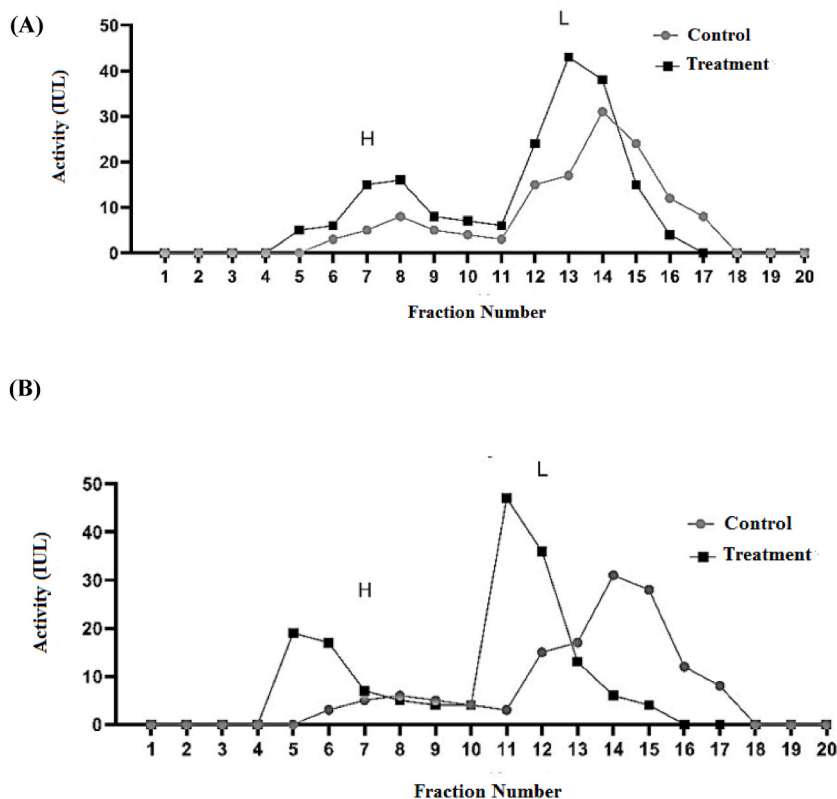 (A)
L
Control
Treatment
H
Activity (IUL)
50
40
30
20
10
0
1 2 3 4 5 6 7 8 9 10 11 12 13 14 15 16 17 18 19 20
Fraction Number
(B)
L
Control
Treatment
H
Activity (IUL)
50
40
30
20
10
0
1 2 3 4 5 6 7 8 9 10 11 12 13 14 15 16 17 18 19 20
Fraction Number